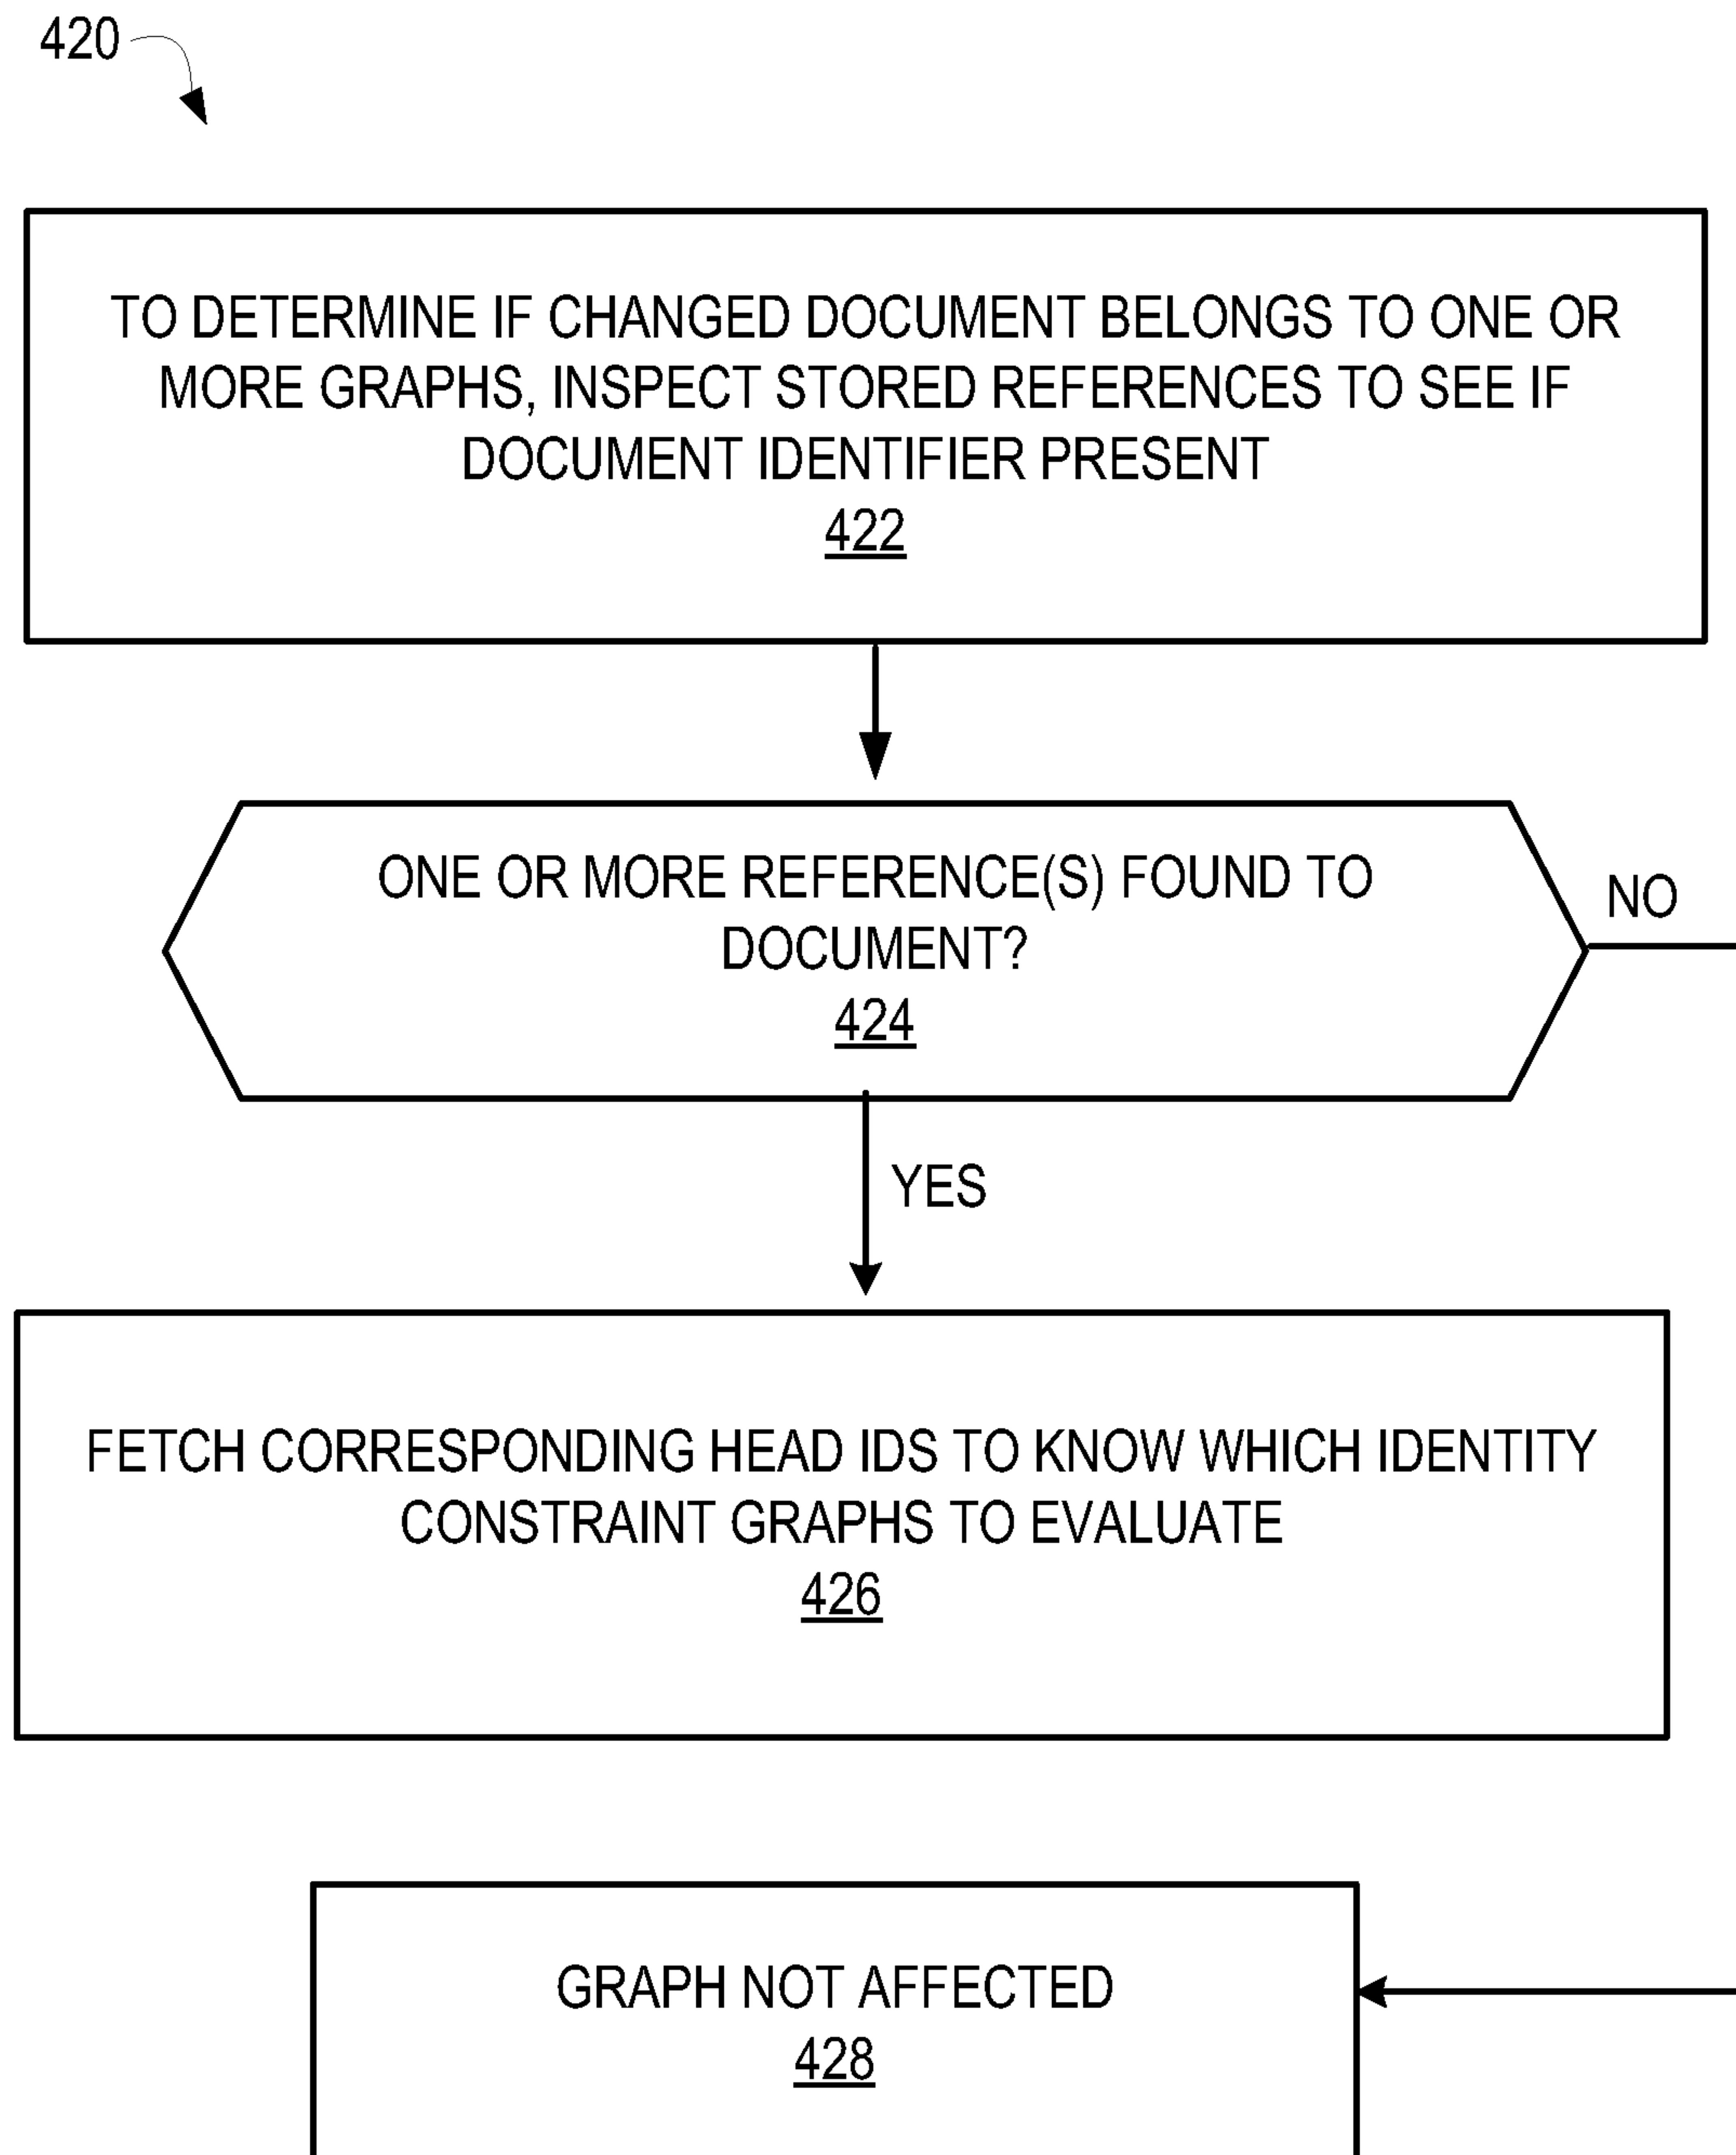 420
TO DETERMINE IF CHANGED DOCUMENT BELONGS TO ONE OR
MORE GRAPHS, INSPECT STORED REFERENCES TO SEE IF
DOCUMENT IDENTIFIER PRESENT
422
ONE OR MORE REFERENCE(S) FOUND TO
DOCUMENT?
424
NO
YES
FETCH CORRESPONDING HEAD IDS TO KNOW WHICH IDENTITY
CONSTRAINT GRAPHS TO EVALUATE
426
GRAPH NOT AFFECTED
428